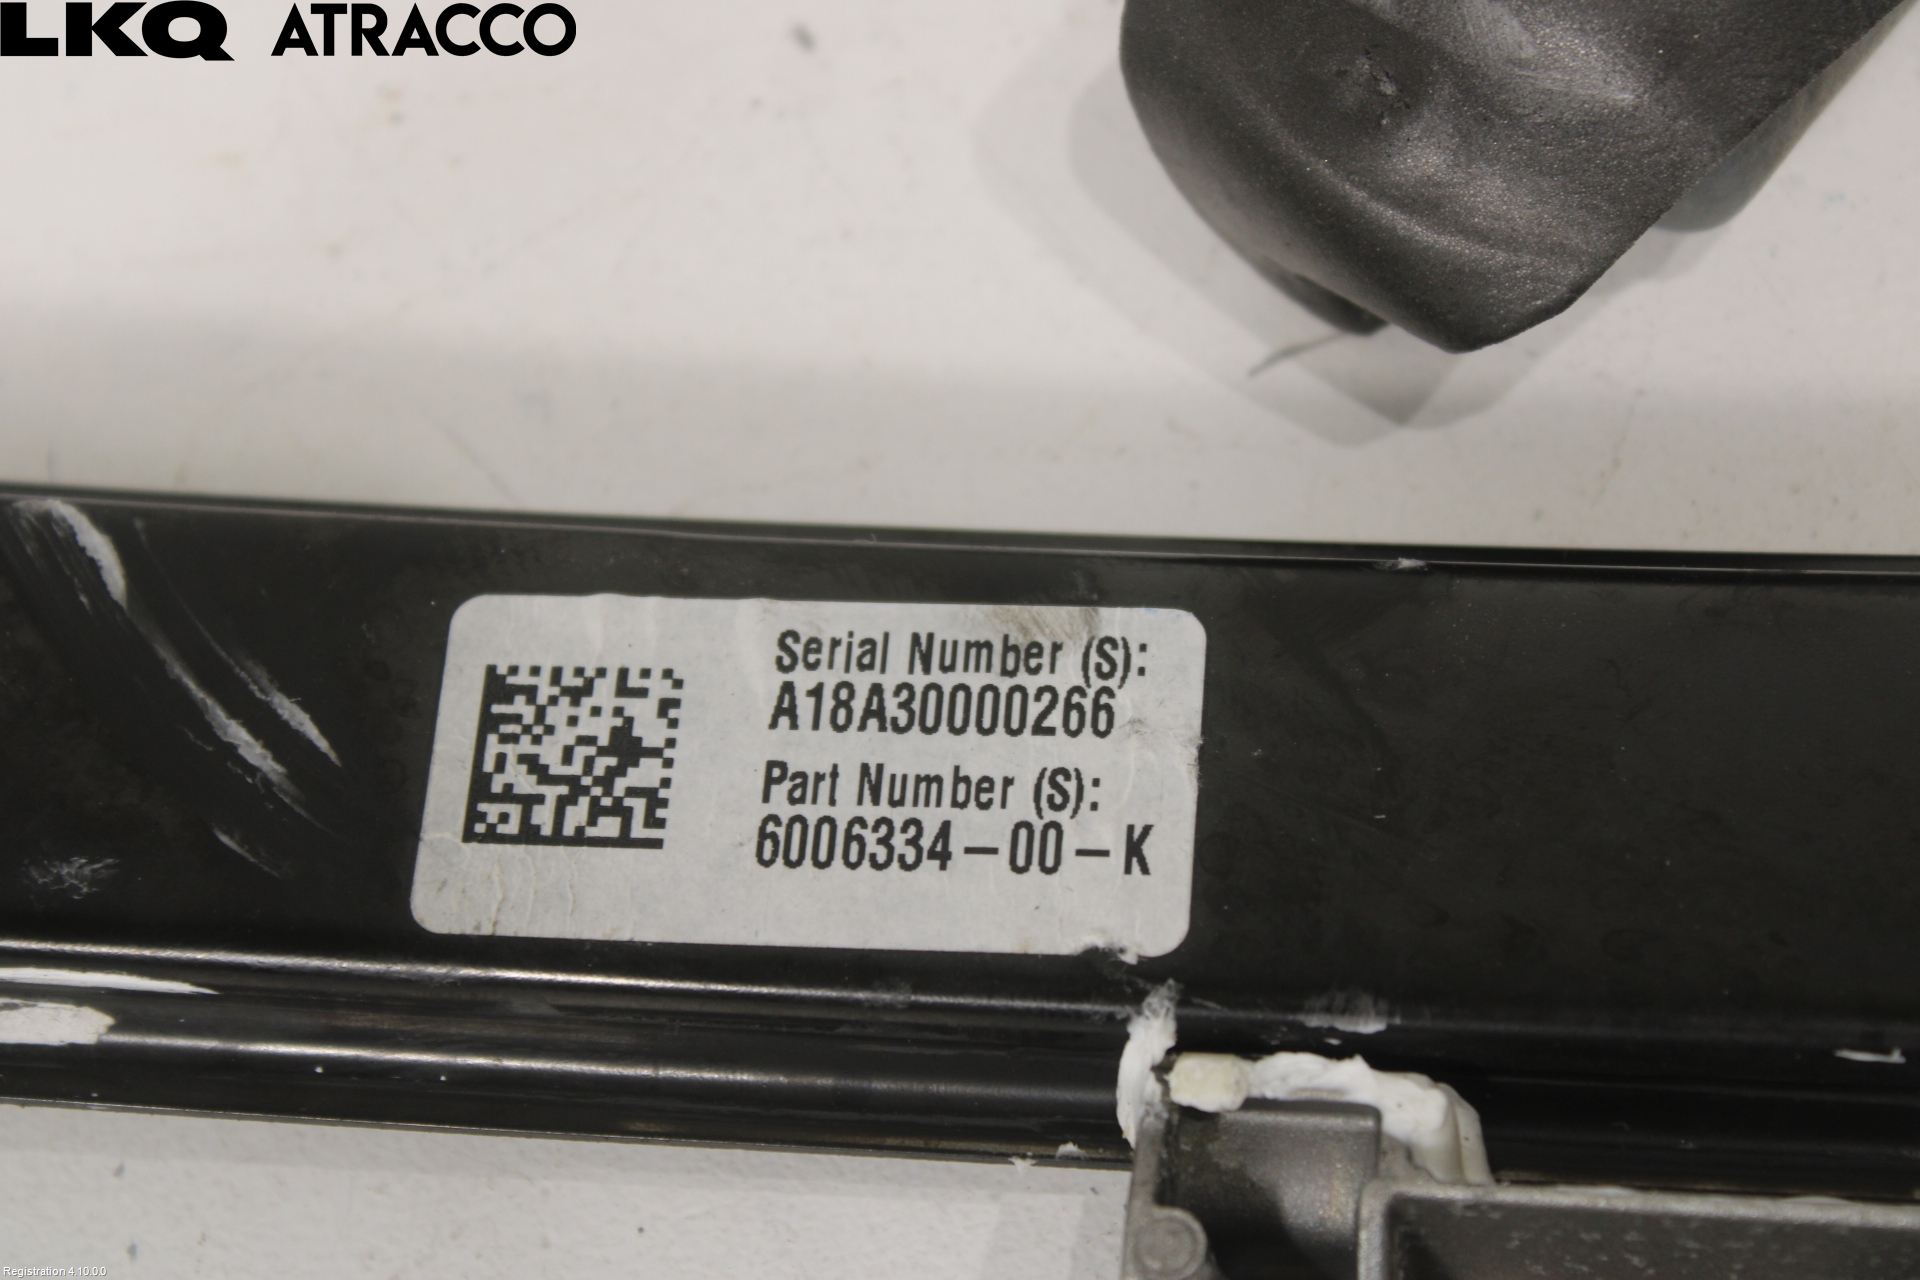 LKQ ATRACCO
Serial Number (S):
A18A30000266
Part Number (S):
6006334-00-K
Registration 4.10.0.0